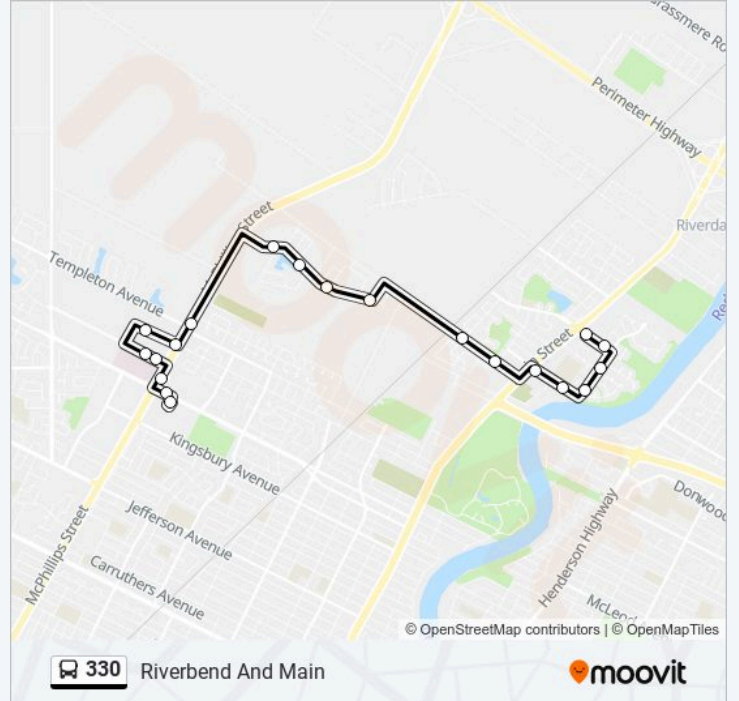 Grassmere Ro
Perimeter Highway
Riverda
Street
Templeton Avenue
Red
Street
Kingsbury Avenue
Donwood
Jefferson Avenue
McPhillips Street
Henderson Highway
Carruthers Avenue
McLeod
© OpenStreetMap contributors | © OpenMapTiles
330 Riverbend And Main moovit